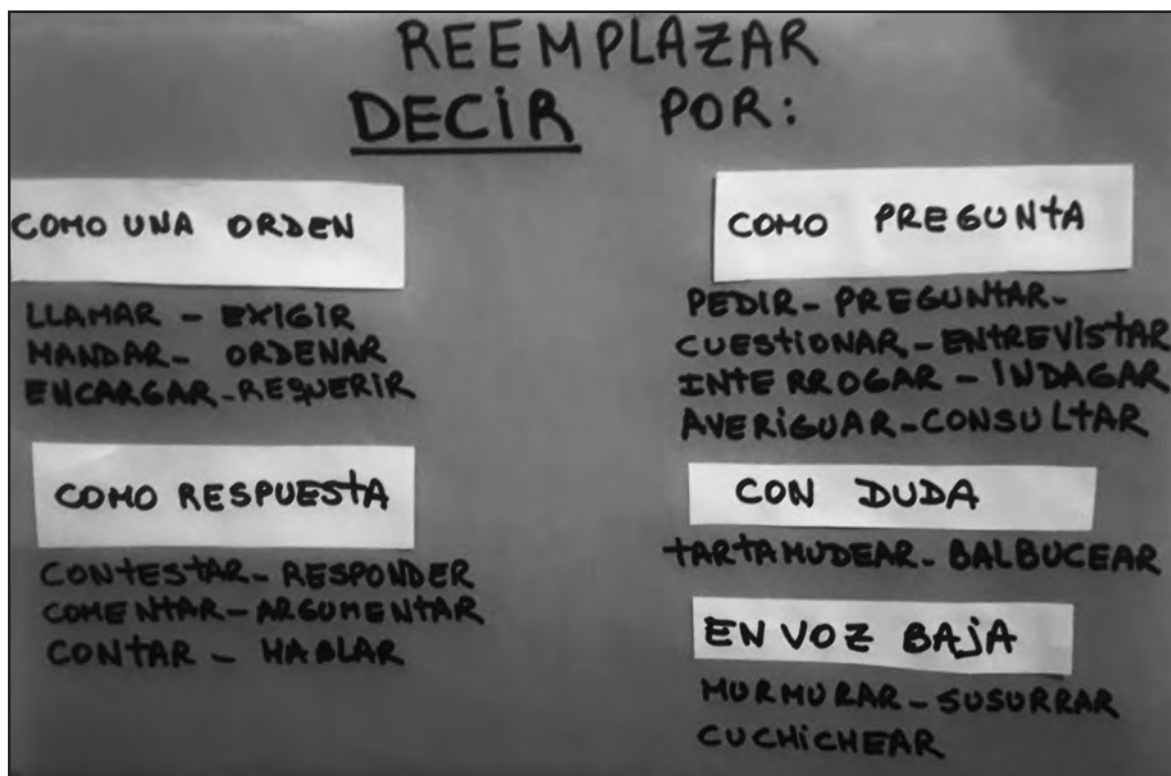 REEMPLAZAR
DECIR POR:
COMO UNA ORDEN
LLAMAR - EXIGIR
MANDAR - ORDENAR
ENCARGAR - REQUERIR
COMO RESPUESTA
CONTESTAR - RESPONDER
COMENTAR - ARGUMENTAR
CONTAR - HABLAR
COMO PREGUNTA
PEDIR - PREGUNTAR -
CUESTIONAR - ENTREVISTAR
INTERROGAR - INDAGAR
AVERIGUAR - CONSULTAR
CON DUDA
TARTAMUDEAR - BALBUCEAR
EN VOZ BAJA
MURMURAR - SUSURRAR
CUCHICHEAR